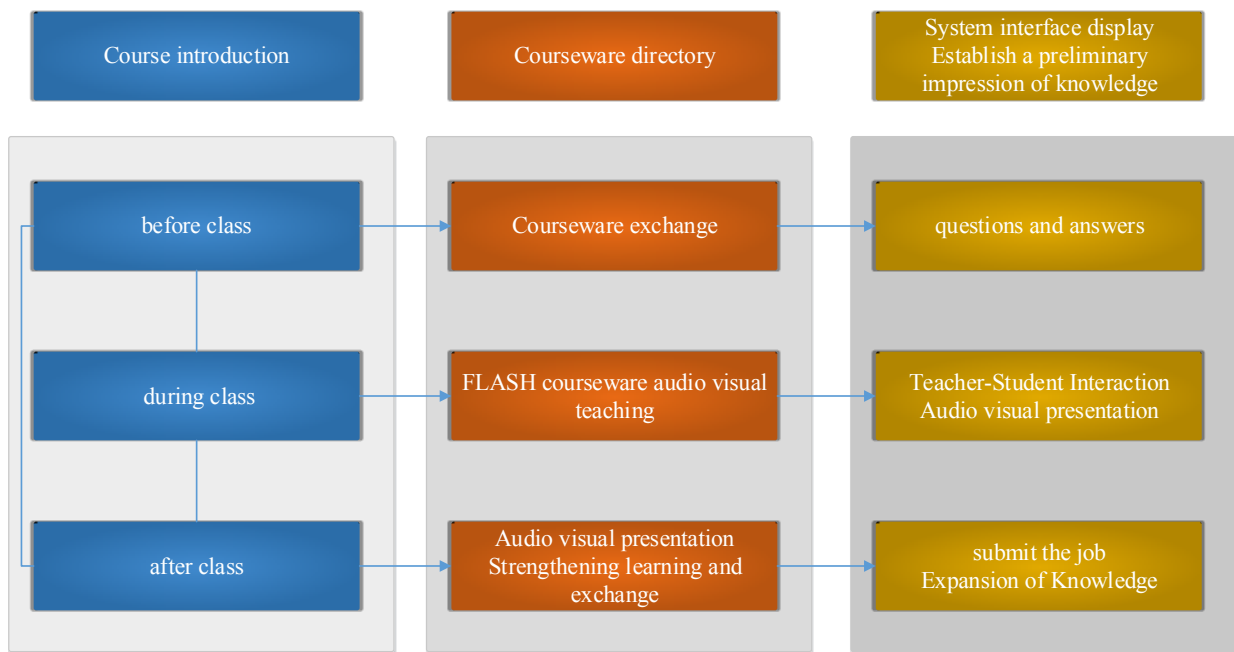 Course introduction
Courseware directory
System interface display
Establish a preliminary
impression of knowledge
before class
Courseware exchange
questions and answers
during class
FLASH courseware audio visual
teaching
Teacher-Student Interaction
Audio visual presentation
after class
Audio visual presentation
Strengthening learning and
exchange
submit the job
Expansion of Knowledge